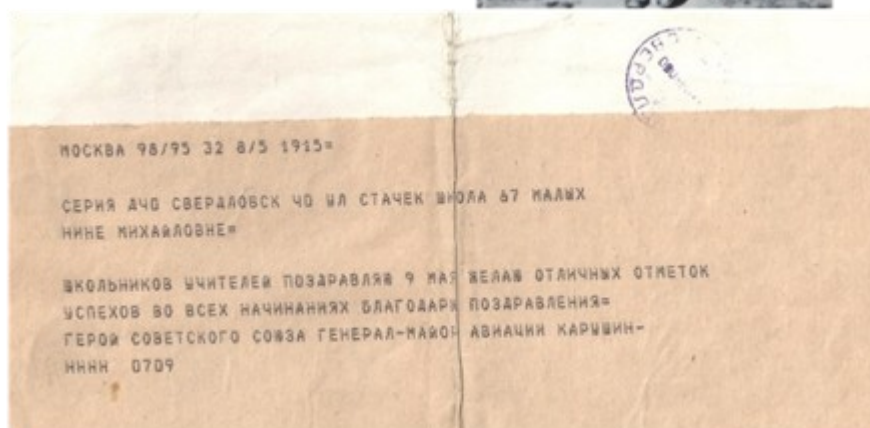 МОСКВА 98/95 32 8/5 1915=
СЕРИЯ Д40 СВЕРДЛОВСК 40 УЛ СТАЧЕК ШКОЛА 67 МАЛЫХ
НИНЕ МИХАЙЛОВНЕ=
ШКОЛЬНИКОВ УЧИТЕЛЕЙ ПОЗДРАВЛЯЮ 9 МАЯ ЖЕЛАЮ ОТЛИЧНЫХ ОТМЕТОК
УСПЕХОВ ВО ВСЕХ НАЧИНАНИЯХ БЛАГОДАРЮ ПОЗДРАВЛЕНИЯ=
ГЕРОЙ СОВЕТСКОГО СОЮЗА ГЕНЕРАЛ-МАЙОР АВИАЦИИ
НННН 0709